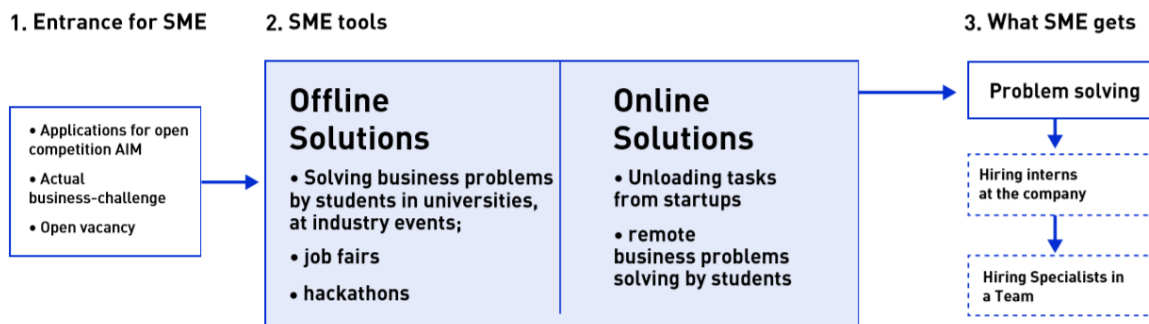 1. Entrance for SME
2. SME tools
3. What SME gets
• Applications for open
competition AIM
• Actual
business-challenge
• Open vacancy
Offline
Solutions
• Solving business problems
by students in universities,
at industry events;
• job fairs
• hackathons
Online
Solutions
• Unloading tasks
from startups
• remote
business problems
solving by students
Problem solving
Hiring interns
at the company
Hiring Specialists in
a Team